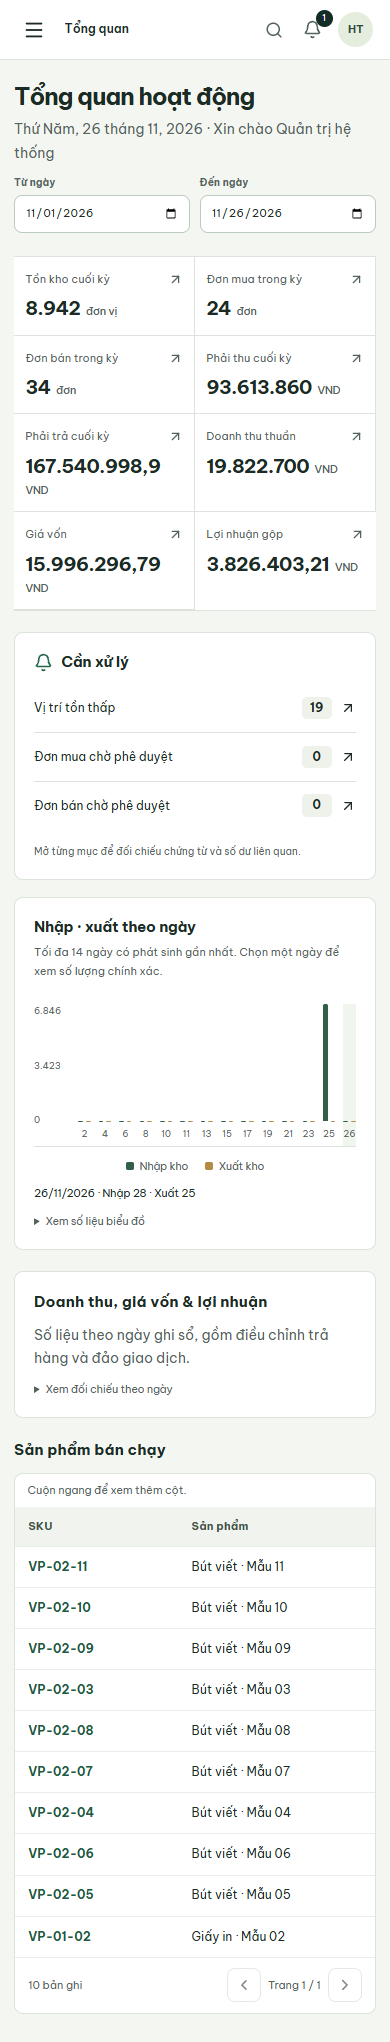 Tổng quan
1
HT
Tổng quan hoạt động
Thứ Năm, 26 tháng 11, 2026 · Xin chào Quản trị hệ
thống
Từ ngày
Đến ngày
11/01/2026
11/26/2026
Tồn kho cuối kỳ
8.942 đơn vị
Đơn mua trong kỳ
24 đơn
Đơn bán trong kỳ
34 đơn
Phải thu cuối kỳ
93.613.860 VND
Phải trả cuối kỳ
167.540.998,9
VND
Doanh thu thuần
19.822.700 VND
Giá vốn
15.996.296,79
VND
Lợi nhuận gộp
3.826.403,21 VND
Cần xử lý
Vị trí tồn thấp 19
Đơn mua chờ phê duyệt 0
Đơn bán chờ phê duyệt 0
Mở từng mục để đối chiếu chứng từ và số dư liên quan.
Nhập · xuất theo ngày
Tối đa 14 ngày có phát sinh gần nhất. Chọn một ngày để
xem số lượng chính xác.
6.846
3.423
0
2 4 6 8 10 11 13 15 17 19 21 23 25 26
Nhập kho Xuất kho
26/11/2026 · Nhập 28 · Xuất 25
Xem số liệu biểu đồ
Doanh thu, giá vốn & lợi nhuận
Số liệu theo ngày ghi sổ, gồm điều chỉnh trả
hàng và đảo giao dịch.
Xem đối chiếu theo ngày
Sản phẩm bán chạy
Cuộn ngang để xem thêm cột.
SKU Sản phẩm
VP-02-11 Bút viết · Mẫu 11
VP-02-10 Bút viết · Mẫu 10
VP-02-09 Bút viết · Mẫu 09
VP-02-03 Bút viết · Mẫu 03
VP-02-08 Bút viết · Mẫu 08
VP-02-07 Bút viết · Mẫu 07
VP-02-04 Bút viết · Mẫu 04
VP-02-06 Bút viết · Mẫu 06
VP-02-05 Bút viết · Mẫu 05
VP-01-02 Giấy in · Mẫu 02
10 bản ghi
Trang 1 / 1